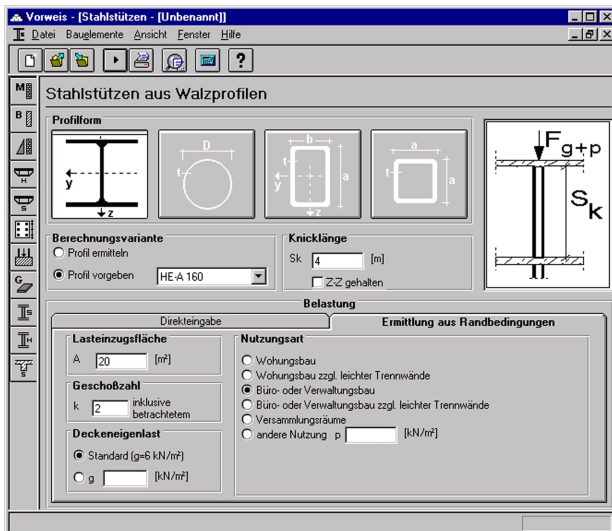 Vorweis - [Stahlstützen - [Unbenannt]]
Datei Bauglemente Ansicht Fenster Hilfe
?
M
Stahlstützen aus Walzprofilen
B
Profilform
H
S
y
z
D
t
b
t
a
y
z
a
t
a
F g+p
S k
Berechnungsvariante
Profil ermitteln
Profil vorgeben HE-A 160
Knicklänge
Sk 4 [m]
Z-Z gehalten
G
S
H
S
Belastung
Direkteingabe
Ermittlung aus Randbedingungen
Lasteinzugsfläche
A 20 [m²]
Geschoßzahl
k 2 inklusive
betrachtetem
Deckeneigenlast
Standard (g=6 kN/m²)
g [kN/m²]
Nutzungsart
Wohungsbau
Wohungsbau zzgl. leichter Trennwände
Büro- oder Verwaltungsbau
Büro- oder Verwaltungsbau zzgl. leichter Trennwände
Versammlungsräume
andere Nutzung p [kN/m²]